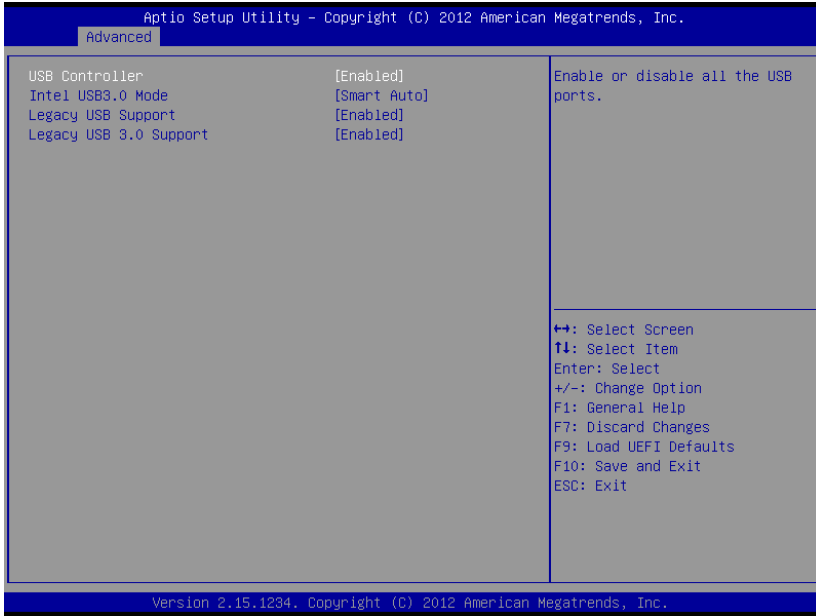 Aptio Setup Utility – Copyright (C) 2012 American Megatrends, Inc.
Advanced
USB Controller [Enabled]
Intel USB3.0 Mode [Smart Auto]
Legacy USB Support [Enabled]
Legacy USB 3.0 Support [Enabled]
Enable or disable all the USB
ports.
↔: Select Screen
↑↓: Select Item
Enter: Select
+/-: Change Option
F1: General Help
F7: Discard Changes
F9: Load UEFI Defaults
F10: Save and Exit
ESC: Exit
Version 2.15.1234. Copyright (C) 2012 American Megatrends, Inc.